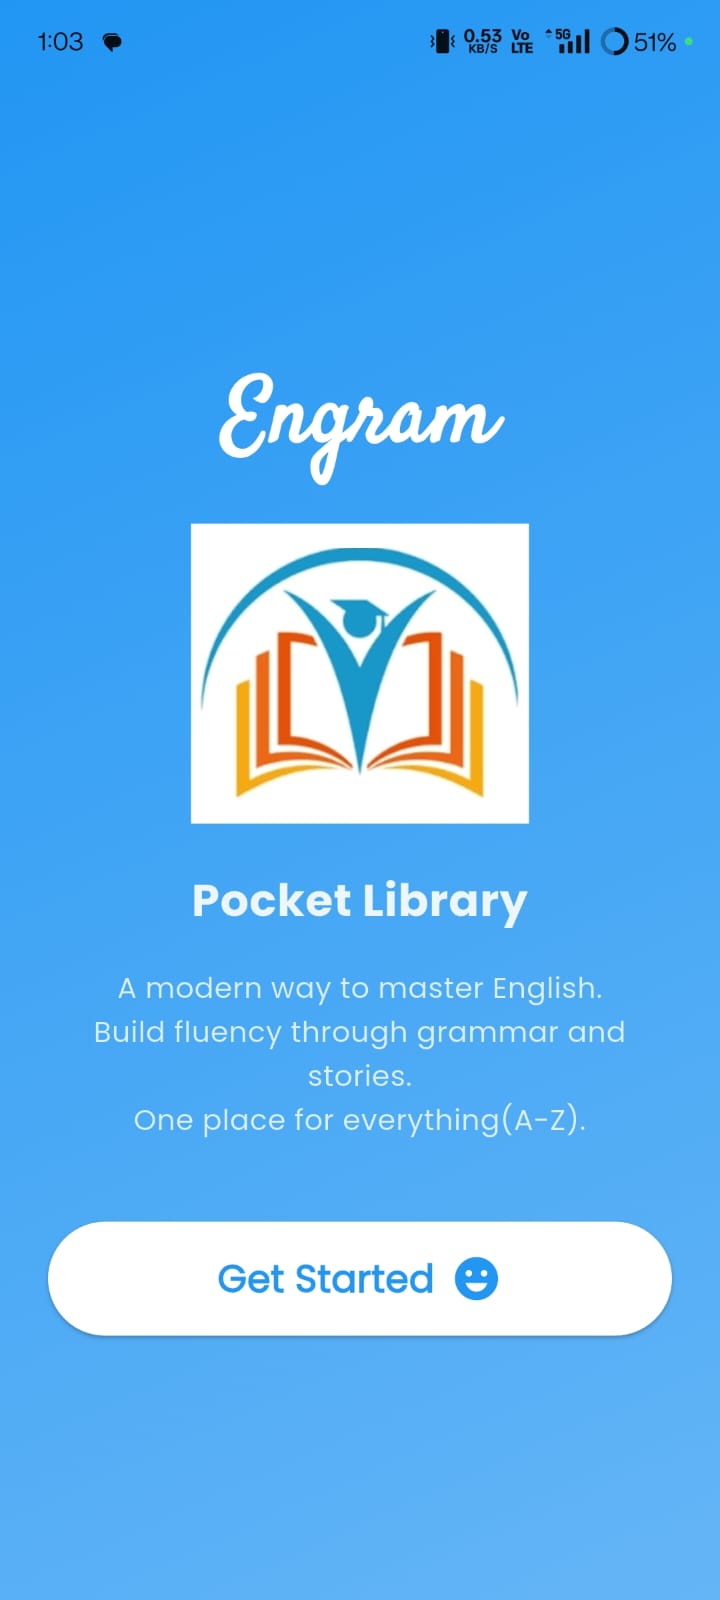 1:03
0.53 KB/S Vo LTE 5G 51%
Engram
Pocket Library
A modern way to master English.
Build fluency through grammar and
stories.
One place for everything(A-Z).
Get Started